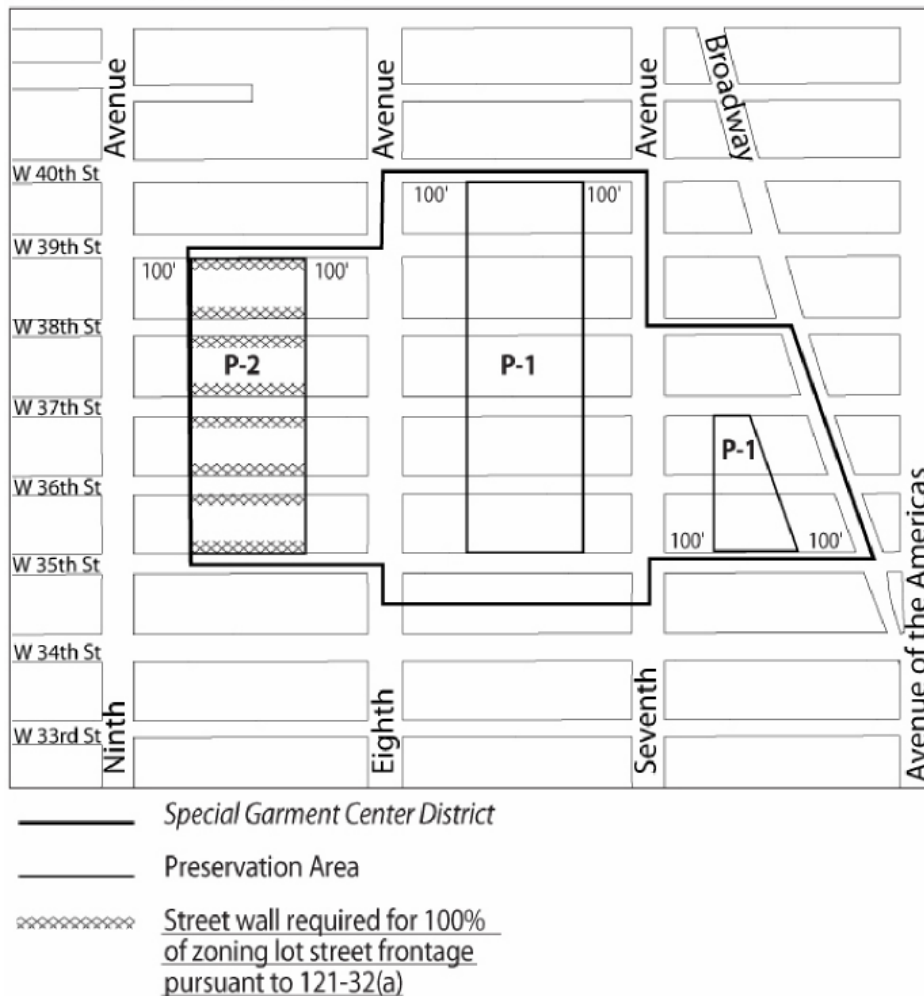 Avenue
Avenue
Avenue
Broadway
W 40th St
100'
100'
W 39th St
100'
100'
W 38th St
P-2
P-1
W 37th St
P-1
W 36th St
100'
100'
W 35th St
W 34th St
W 33rd St
Ninth
Eighth
Seventh
Avenue of the Americas
Special Garment Center District
Preservation Area
Street wall required for 100%
of zoning lot street frontage
pursuant to 121-32(a)